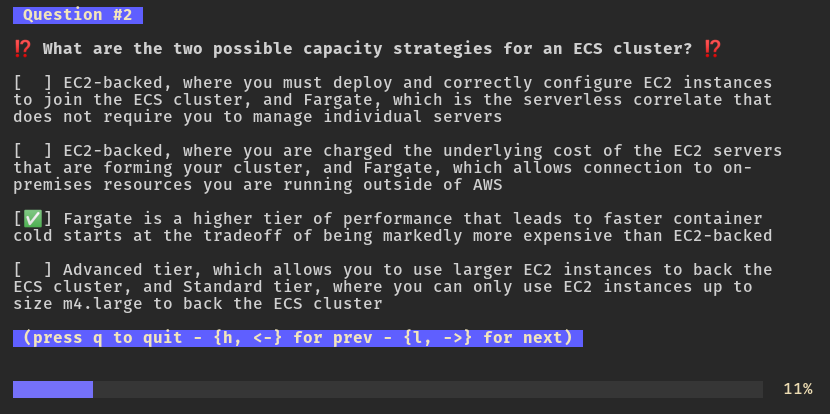 Question #2
⁉️ What are the two possible capacity strategies for an ECS cluster? ⁉️
[  ] EC2-backed, where you must deploy and correctly configure EC2 instances
to join the ECS cluster, and Fargate, which is the serverless correlate that
does not require you to manage individual servers
[  ] EC2-backed, where you are charged the underlying cost of the EC2 servers
that are forming your cluster, and Fargate, which allows connection to on-
premises resources you are running outside of AWS
[✅] Fargate is a higher tier of performance that leads to faster container
cold starts at the tradeoff of being markedly more expensive than EC2-backed
[  ] Advanced tier, which allows you to use larger EC2 instances to back the
ECS cluster, and Standard tier, where you can only use EC2 instances up to
size m4.large to back the ECS cluster
(press q to quit - {h, <-} for prev - {l, ->} for next)
11%